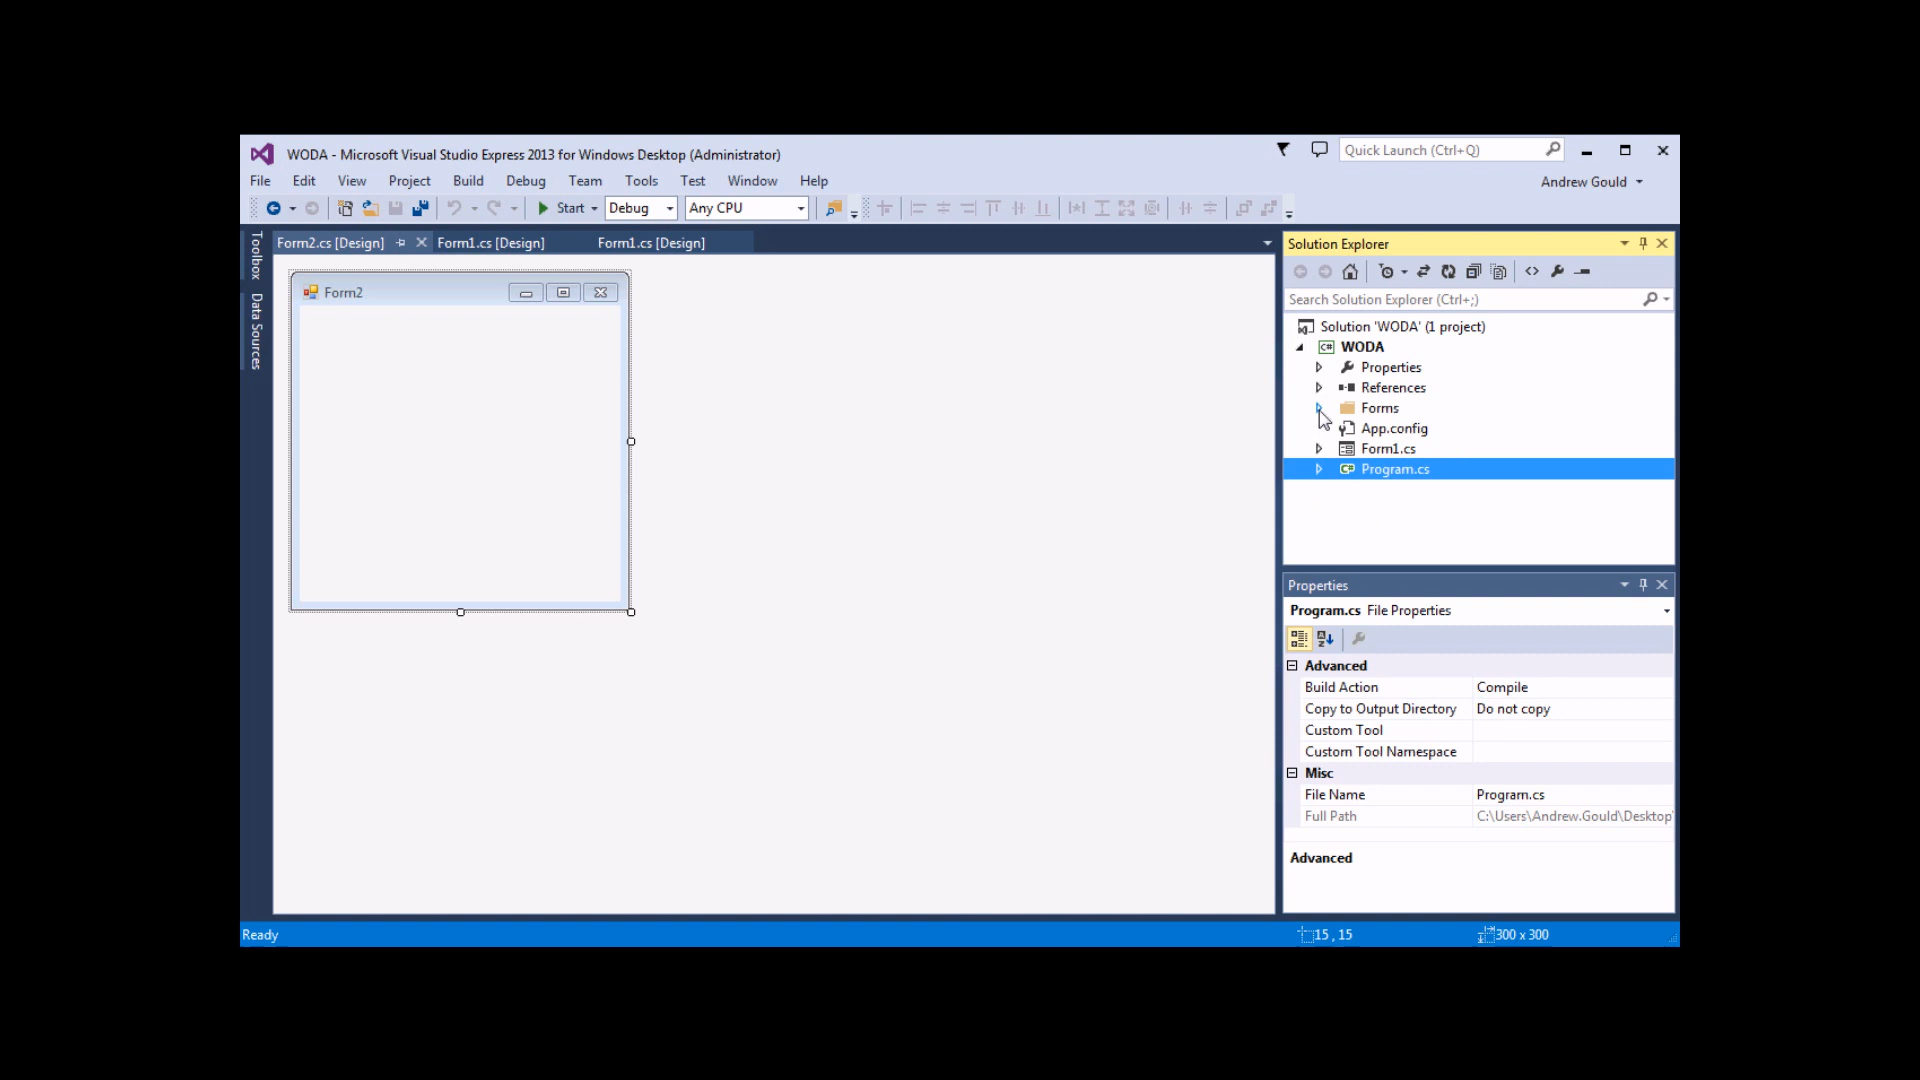 WODA - Microsoft Visual Studio Express 2013 for Windows Desktop (Administrator)
Quick Launch (Ctrl+Q)
File Edit View Project Build Debug Team Tools Test Window Help
Andrew Gould
Start Debug Any CPU
Toolbox
Data Sources
Form2.cs [Design] Form1.cs [Design] Form1.cs [Design]
Form2
Solution Explorer
Search Solution Explorer (Ctrl+;)
Solution 'WODA' (1 project)
C# WODA
Properties
References
Forms
App.config
Form1.cs
C# Program.cs
Properties
Program.cs File Properties
Advanced
Build Action Compile
Copy to Output Directory Do not copy
Custom Tool
Custom Tool Namespace
Misc
File Name Program.cs
Full Path C:\Users\Andrew.Gould\Desktop\
Advanced
Ready
15 , 15
300 x 300